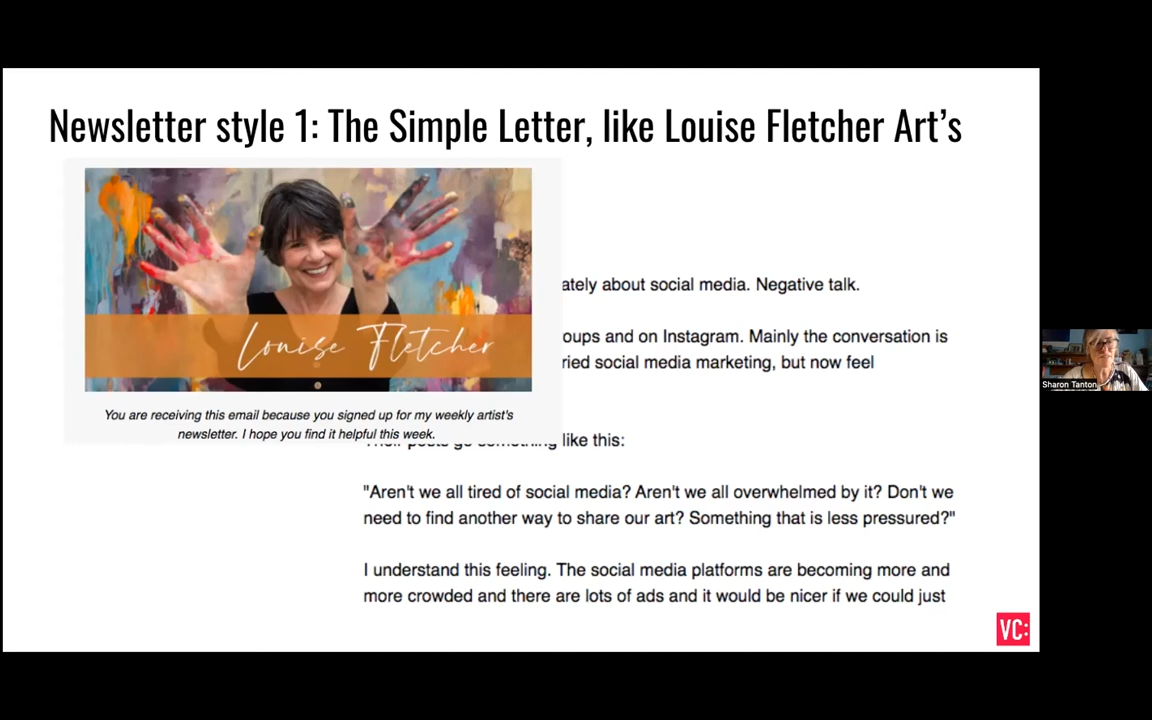 Newsletter style 1: The Simple Letter, like Louise Fletcher Art's
Louise Fletcher
You are receiving this email because you signed up for my weekly artist's
newsletter. I hope you find it helpful this week.
ately about social media. Negative talk.
oups and on Instagram. Mainly the conversation is
ried social media marketing, but now feel
Their posts go something like this:
"Aren't we all tired of social media? Aren't we all overwhelmed by it? Don't we
need to find another way to share our art? Something that is less pressured?"
I understand this feeling. The social media platforms are becoming more and
more crowded and there are lots of ads and it would be nicer if we could just
VC:
Sharon Tanton